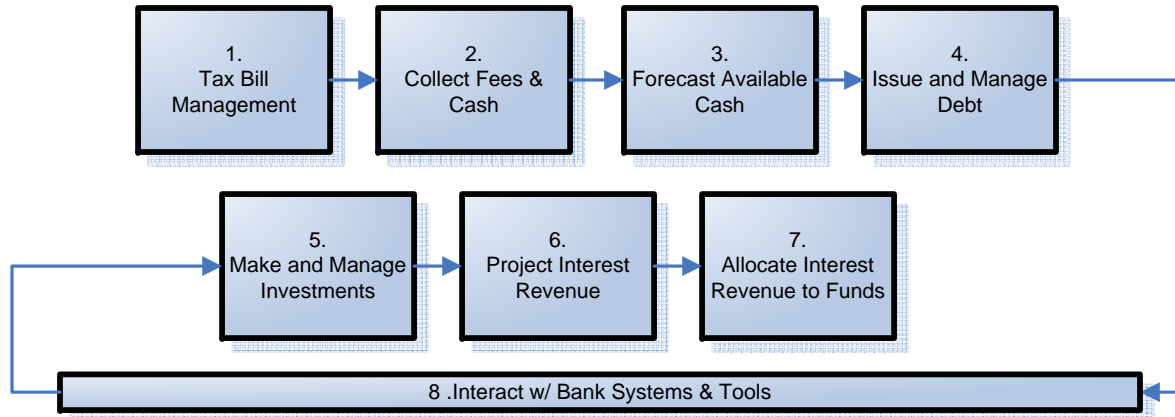 1.
Tax Bill
Management
2.
Collect Fees &
Cash
3.
Forecast Available
Cash
4.
Issue and Manage
Debt
5.
Make and Manage
Investments
6.
Project Interest
Revenue
7.
Allocate Interest
Revenue to Funds
8 .Interact w/ Bank Systems & Tools